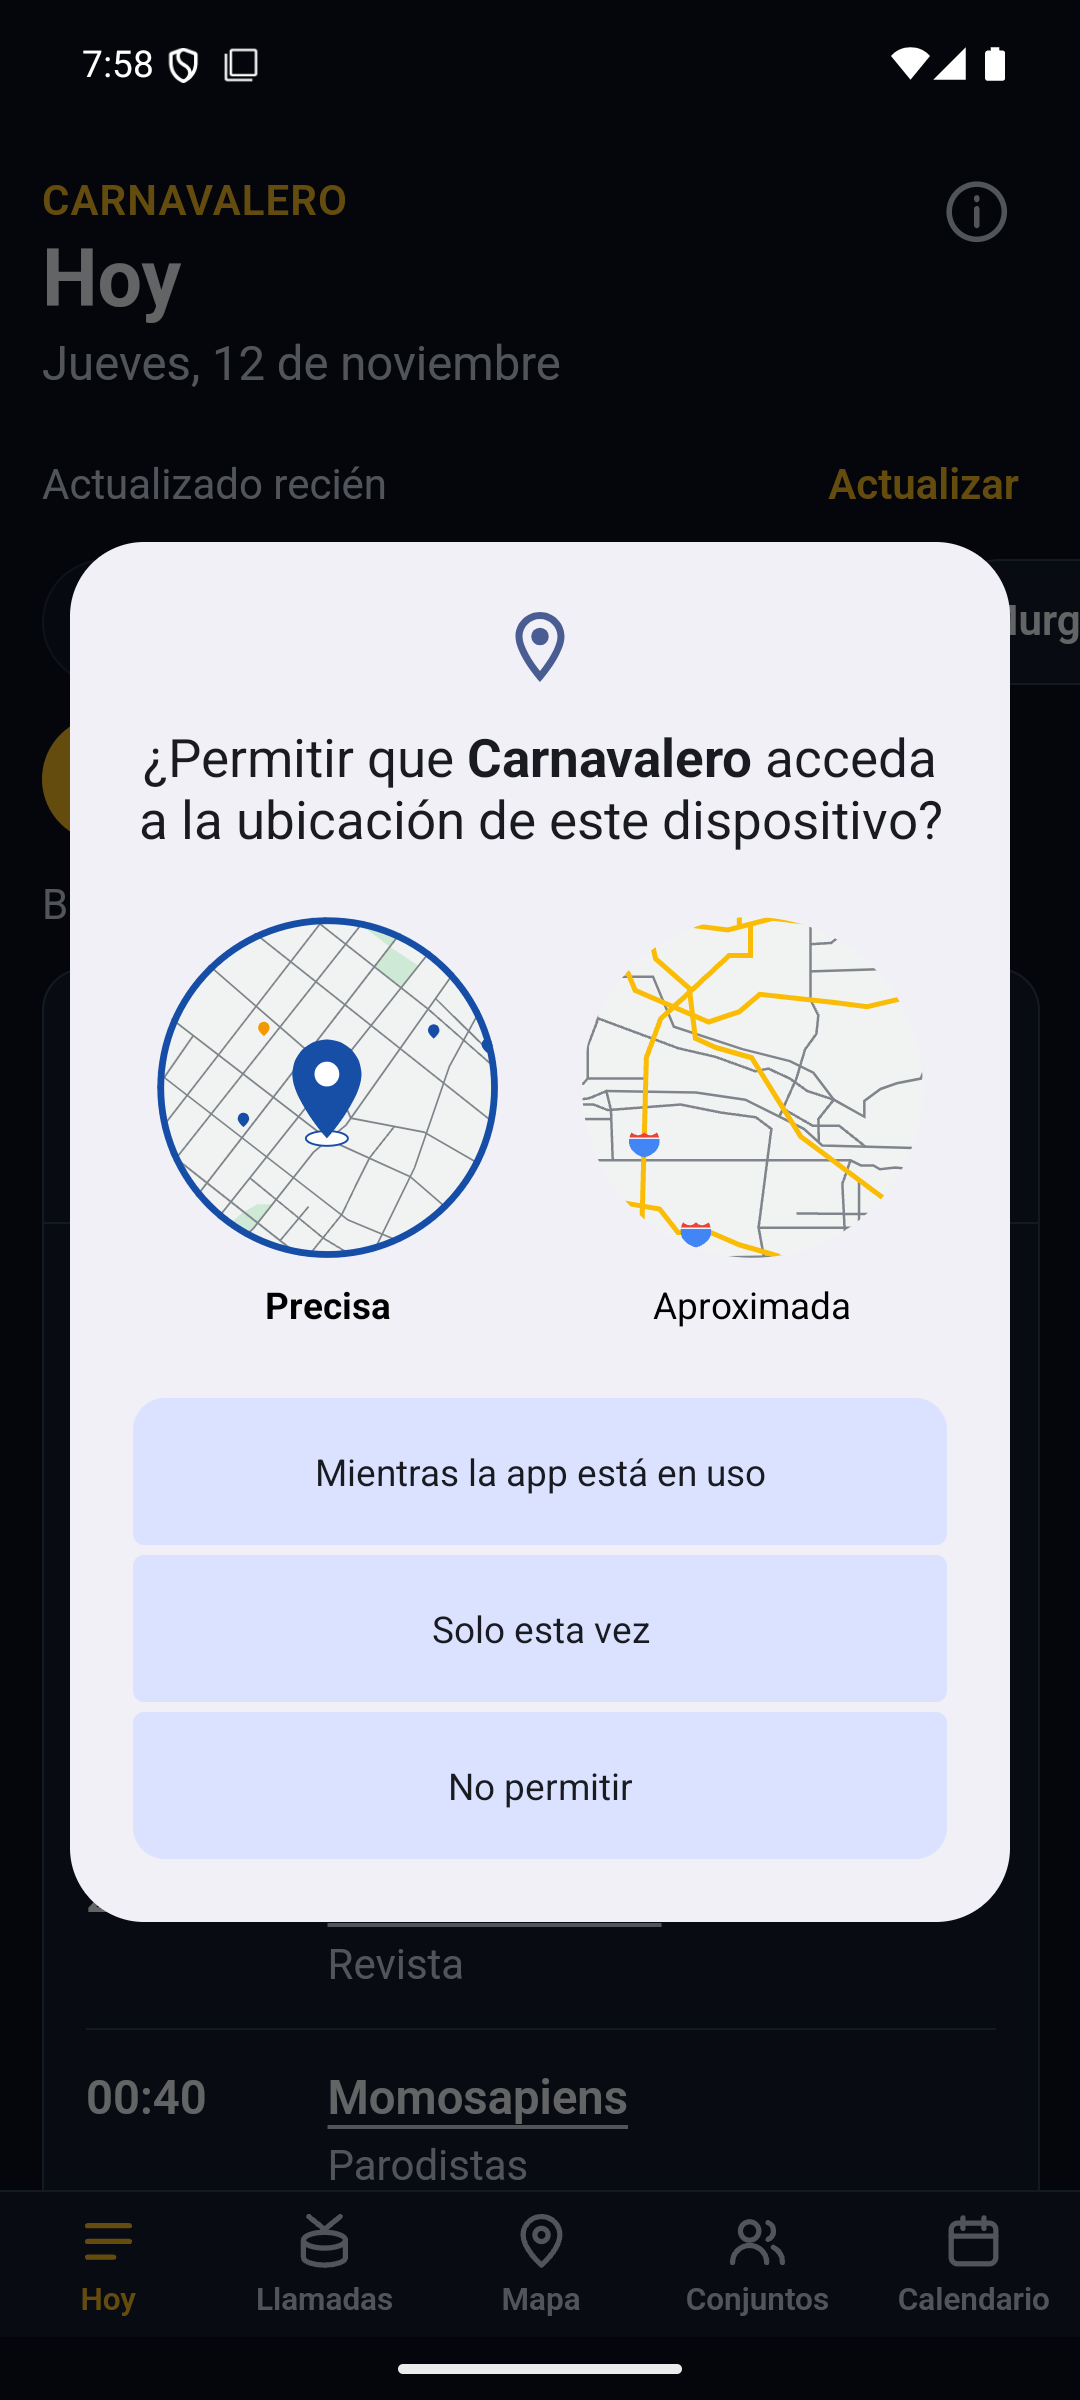 7:58
CARNAVALERO
Hoy
Jueves, 12 de noviembre
Actualizado recién
Actualizar
¿Permitir que Carnavalero acceda
a la ubicación de este dispositivo?
Precisa
Aproximada
Mientras la app está en uso
Solo esta vez
No permitir
Revista
00:40
Momosapiens
Parodistas
Hoy
Llamadas
Mapa
Conjuntos
Calendario